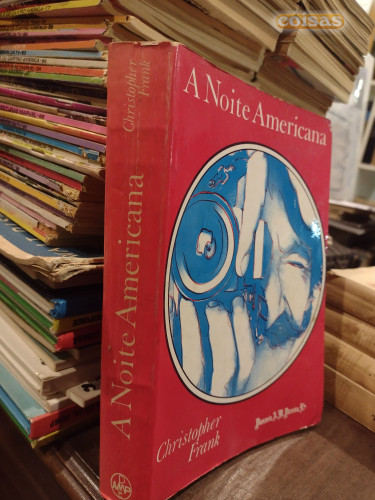 coisas
A Noite Americana
Christopher
Frank
A Noite Americana
Christopher
Frank